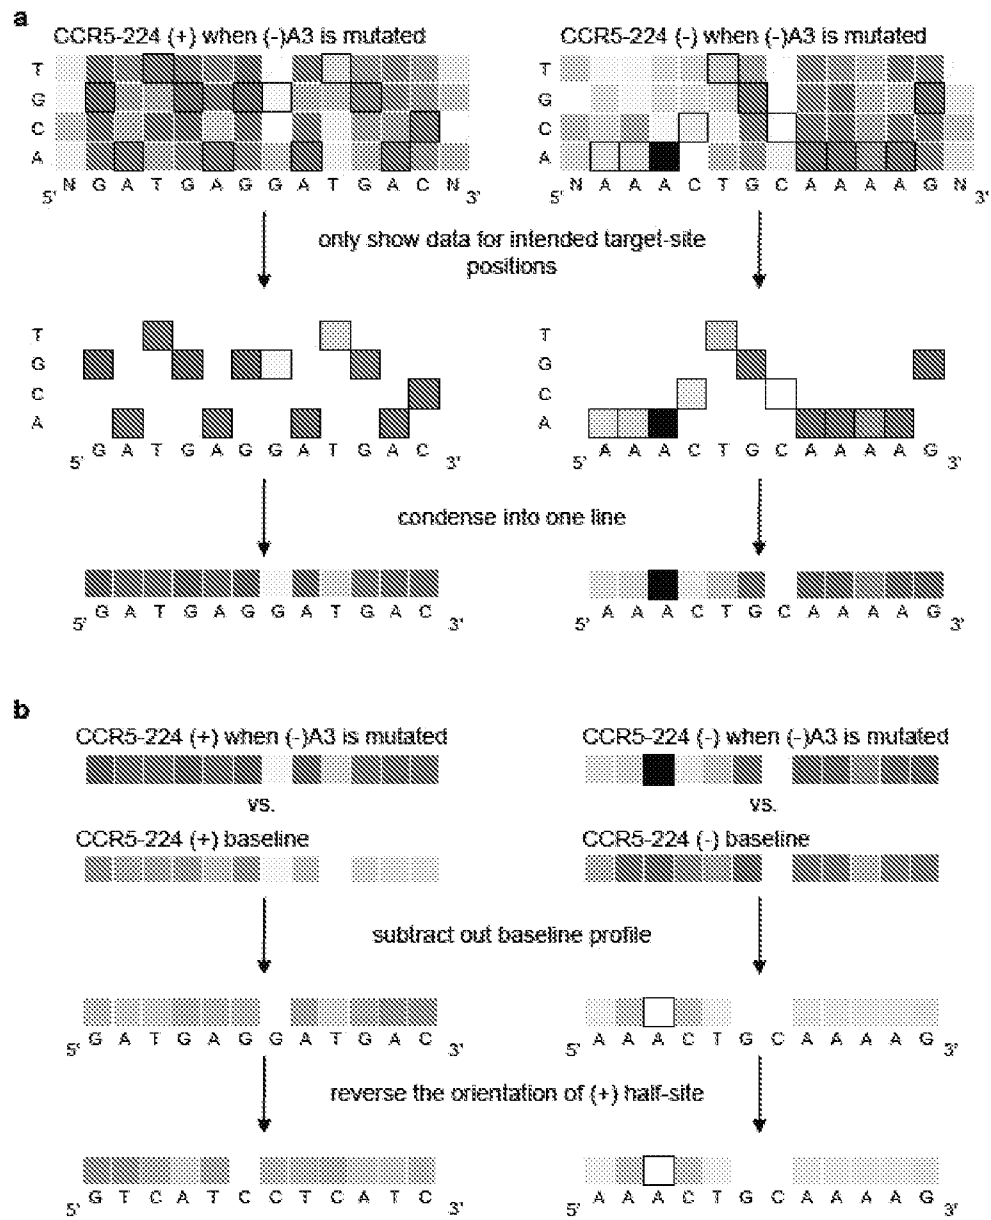 a
CCR5-224 (+) when (-)A3 is mutated
CCR5-224 (-) when (-)A3 is mutated
T
G
C
A
N G A T G A G G A T G A C N
5' 3'
T
G
C
A
N A A A C T G C A A A A G N
5' 3'
only show data for intended target-site
positions
T
G
C
A
G A T G A G G A T G A C
5' 3'
T
G
C
A
A A A C T G C A A A A G
5' 3'
condense into one line
G A T G A G G A T G A C
5' 3'
A A A C T G C A A A A G
5' 3'
b
CCR5-224 (+) when (-)A3 is mutated
CCR5-224 (-) when (-)A3 is mutated
vs.
vs.
CCR5-224 (+) baseline
CCR5-224 (-) baseline
subtract out baseline profile
G A T G A G G A T G A C
5' 3'
A A A C T G C A A A A G
5' 3'
reverse the orientation of (+) half-site
G T C A T C C T C A T C
5' 3'
A A A C T G C A A A A G
5' 3'